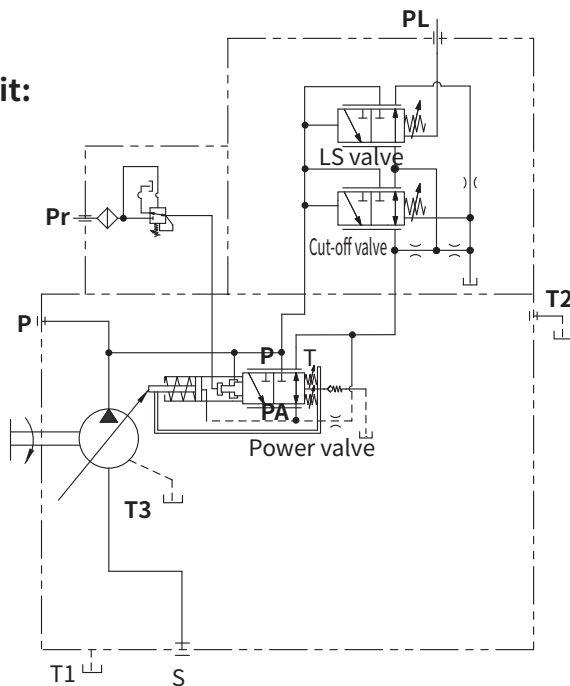 PL
it:
LS valve
Pr
Cut-off valve
T2
P
P
T
PA
Power valve
T3
T1
S